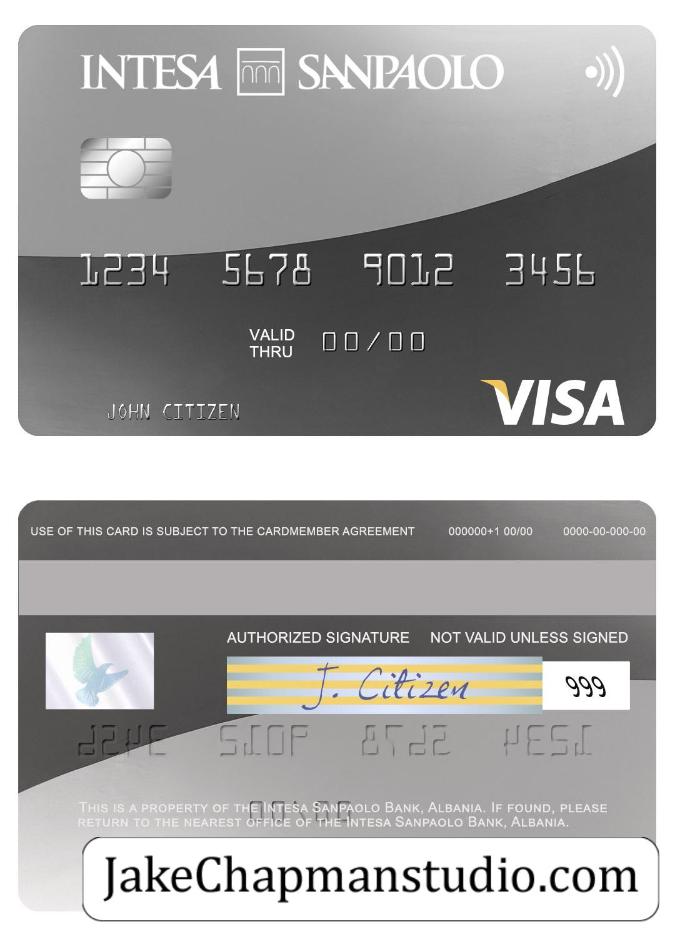 INTESA SANPAOLO
1234 5678 9012 3456
VALID
THRU 00/00
JOHN CITIZEN
VISA
USE OF THIS CARD IS SUBJECT TO THE CARDMEMBER AGREEMENT 000000+1 00/00 0000-00-000-00
AUTHORIZED SIGNATURE NOT VALID UNLESS SIGNED
J. Citizen 999
THIS IS A PROPERTY OF THE INTESA SANPAOLO BANK, ALBANIA. IF FOUND, PLEASE
RETURN TO THE NEAREST OFFICE OF THE INTESA SANPAOLO BANK, ALBANIA.
JakeChapmanstudio.com